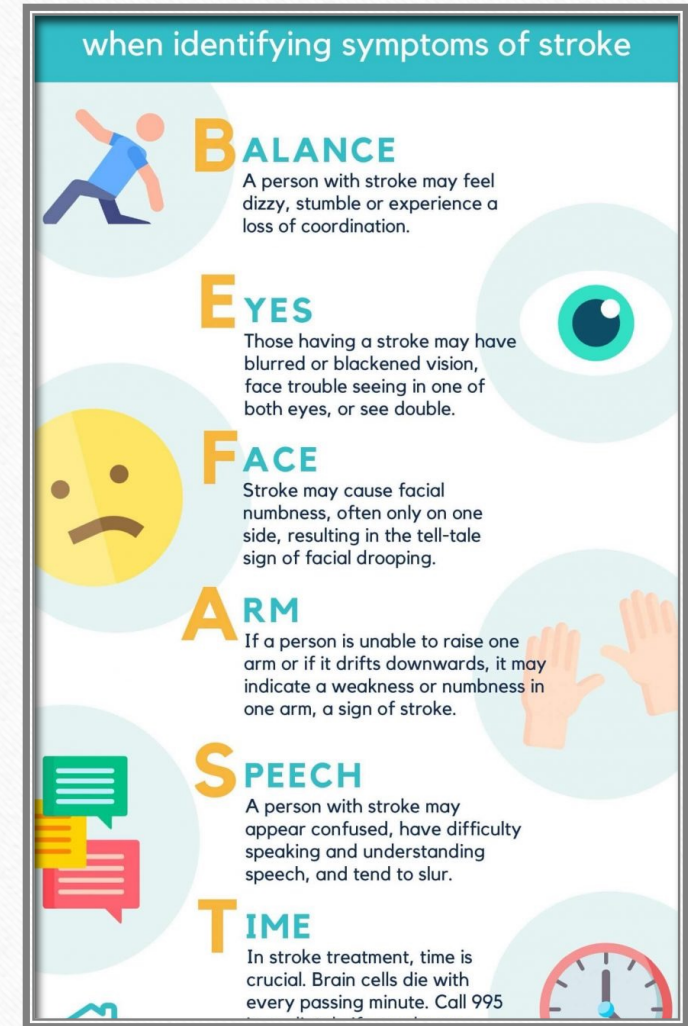 when identifying symptoms of stroke
BALANCE
A person with stroke may feel
dizzy, stumble or experience a
loss of coordination.
EYES
Those having a stroke may have
blurred or blackened vision,
face trouble seeing in one of
both eyes, or see double.
FACE
Stroke may cause facial
numbness, often only on one
side, resulting in the tell-tale
sign of facial drooping.
ARM
If a person is unable to raise one
arm or if it drifts downwards, it may
indicate a weakness or numbness in
one arm, a sign of stroke.
SPEECH
A person with stroke may
appear confused, have difficulty
speaking and understanding
speech, and tend to slur.
TIME
In stroke treatment, time is
crucial. Brain cells die with
every passing minute. Call 995